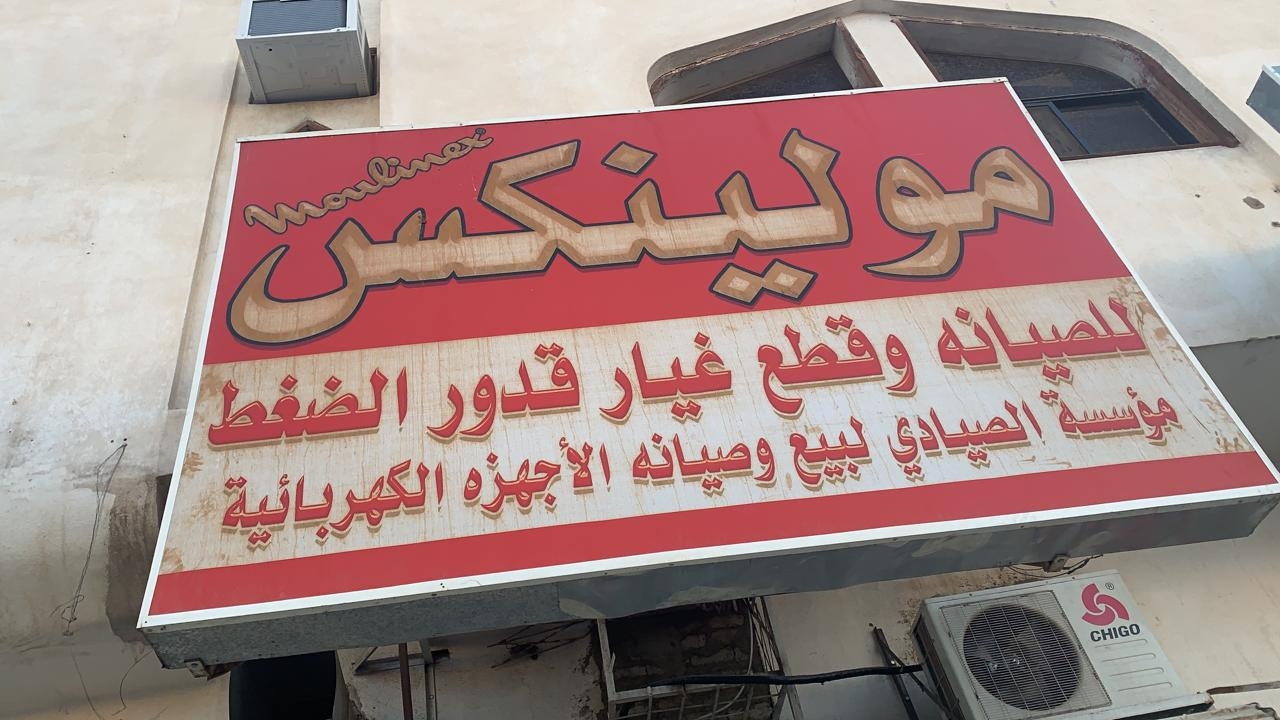 Moulinex
مولينكس
للصيانه وقطع غيار قدور الضغط
مؤسسة الصيادي لبيع وصيانه الأجهزه الكهربائية
CHIGO